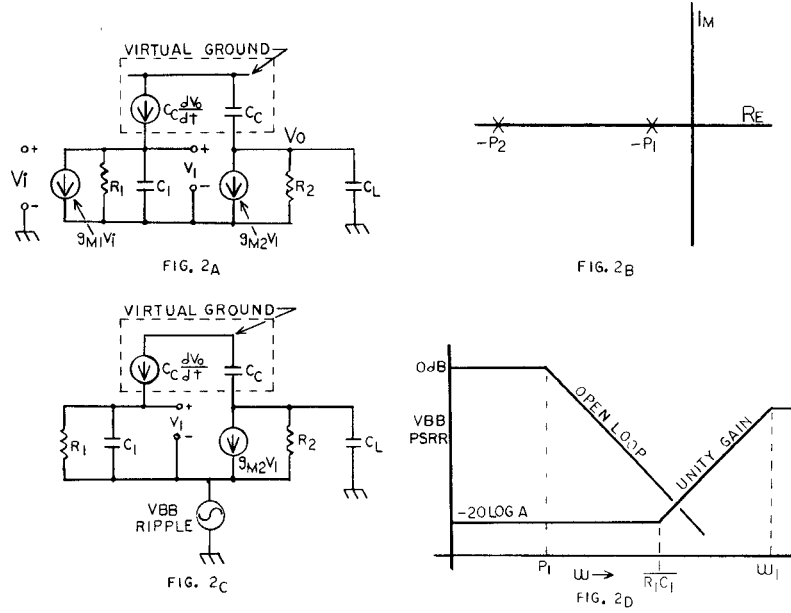 VIRTUAL GROUND
CC dVo/dT
CC
Vo
+
+
Vi
R1
C1
V1
-
-
R2
CL
gM1Vi
gM2V1
FIG. 2A
IM
RE
-P2
-P1
FIG. 2B
VIRTUAL GROUND
CC dVo/dT
CC
+
R1
C1
V1
-
gM2V1
R2
CL
VBB
RIPPLE
FIG. 2C
0dB
VBB
PSRR
OPEN LOOP
UNITY GAIN
-20 LOG A
P1
ω→
R1C1
ω1
FIG. 2D